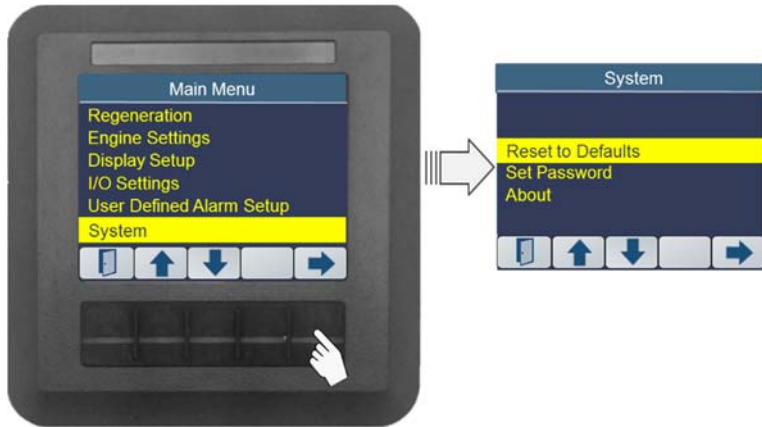 Main Menu
Regeneration
Engine Settings
Display Setup
I/O Settings
User Defined Alarm Setup
System
System
Reset to Defaults
Set Password
About